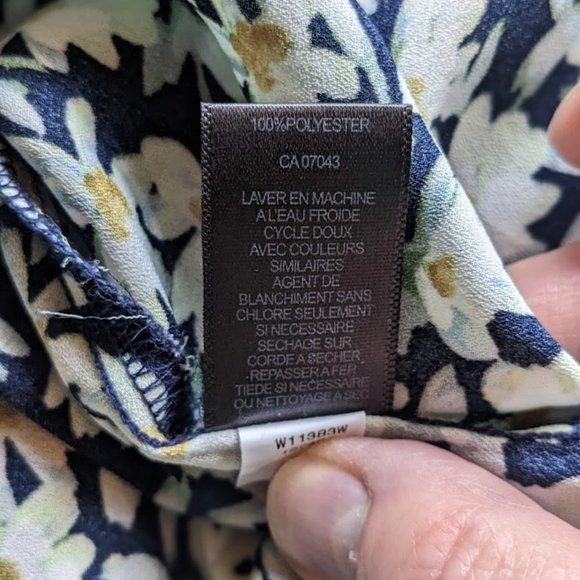 100%POLYESTER
CA 07043
LAVER EN MACHINE
A L'EAU FROIDE
CYCLE DOUX
AVEC COULEURS
SIMILAIRES
AGENT DE
BLANCHIMENT SANS
CHLORE SEULEMENT
SI NECESSAIRE
SECHAGE SUR
CORDE A SECHER,
REPASSER A FER
TIEDE SI NECESSAIRE
OU NETTOYAGE A SEC
W11383W